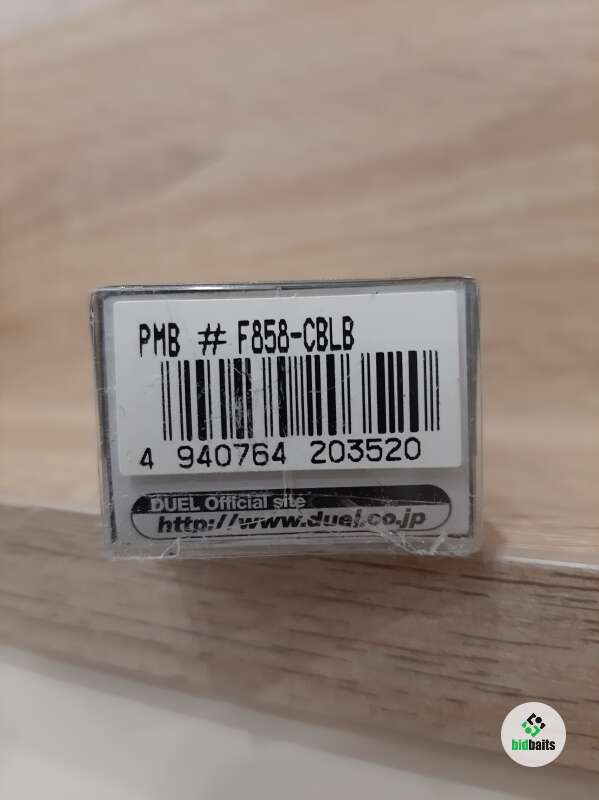 PMB # F858-CBLB
4 940764 203520
DUEL Official site
http://www.duel.co.jp
bidbaits